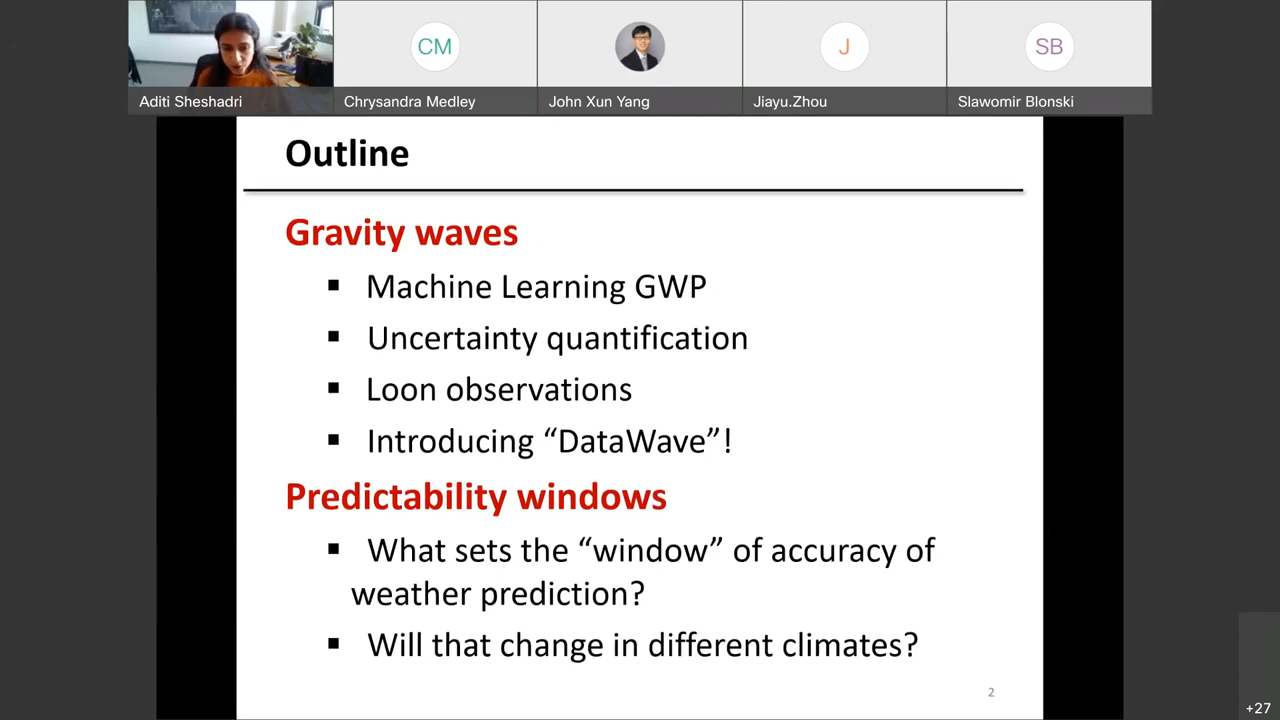 CM
J
SB
Aditi Sheshadri
Chrysandra Medley
John Xun Yang
Jiayu.Zhou
Slawomir Blonski
Outline
Gravity waves
▪ Machine Learning GWP
▪ Uncertainty quantification
▪ Loon observations
▪ Introducing “DataWave”!
Predictability windows
▪ What sets the “window” of accuracy of
weather prediction?
▪ Will that change in different climates?
2
+27